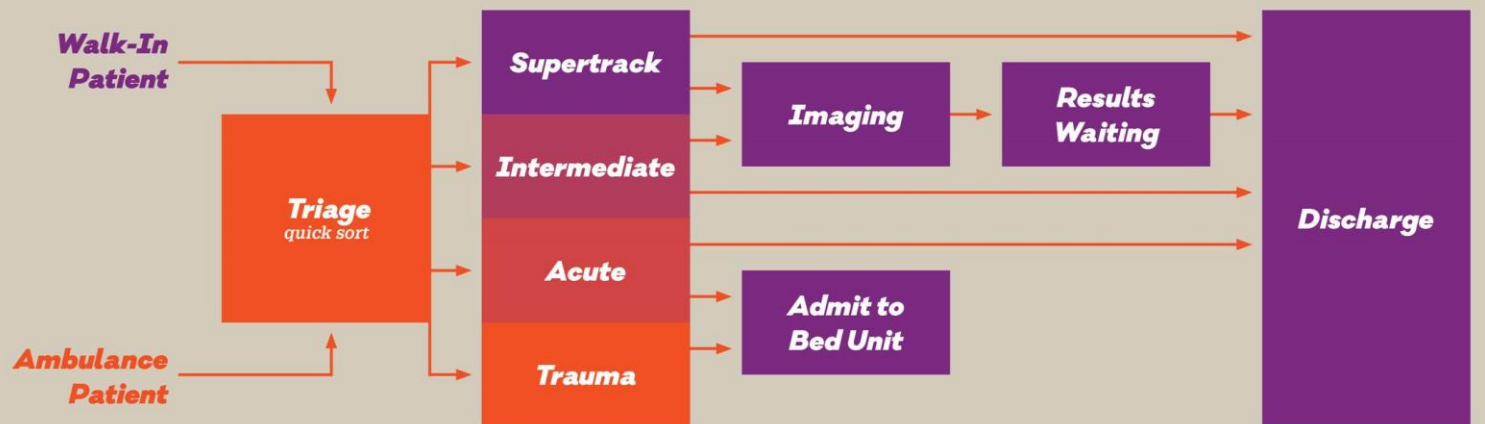 Walk-In
Patient
Triage
quick sort
Ambulance
Patient
Supertrack
Intermediate
Acute
Trauma
Imaging
Results
Waiting
Admit to
Bed Unit
Discharge